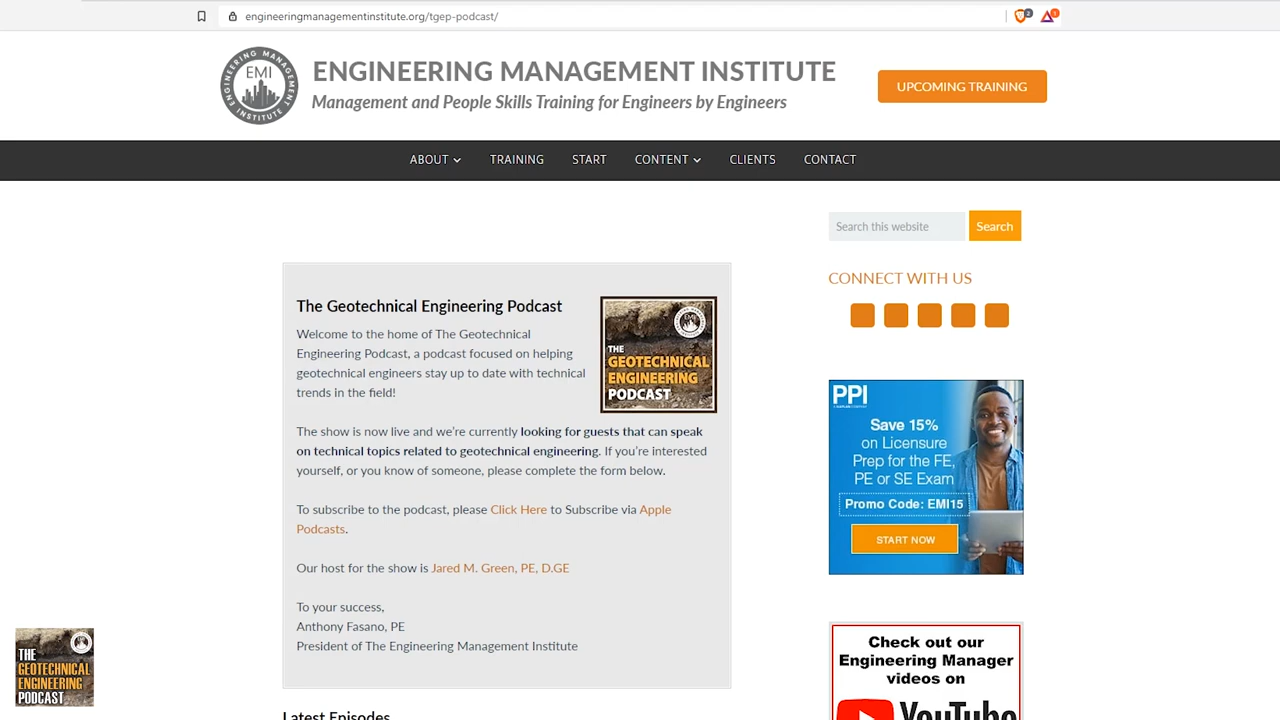 engineeringmanagementinstitute.org/tgep-podcast/
ENGINEERING MANAGEMENT INSTITUTE
EMI
ENGINEERING MANAGEMENT INSTITUTE
Management and People Skills Training for Engineers by Engineers
UPCOMING TRAINING
ABOUT
TRAINING
START
CONTENT
CLIENTS
CONTACT
Search this website
Search
CONNECT WITH US
The Geotechnical Engineering Podcast
Welcome to the home of The Geotechnical
Engineering Podcast, a podcast focused on helping
geotechnical engineers stay up to date with technical
trends in the field!
EMI
THE
GEOTECHNICAL
ENGINEERING
PODCAST
The show is now live and we’re currently looking for guests that can speak
on technical topics related to geotechnical engineering. If you’re interested
yourself, or you know of someone, please complete the form below.
To subscribe to the podcast, please Click Here to Subscribe via Apple
Podcasts.
Our host for the show is Jared M. Green, PE, D.GE
To your success,
Anthony Fasano, PE
President of The Engineering Management Institute
Latest Episodes
PPI
Save 15%
on Licensure
Prep for the FE,
PE or SE Exam
Promo Code: EMI15
START NOW
Check out our
Engineering Manager
videos on
YouTube
THE
GEOTECHNICAL
ENGINEERING
PODCAST